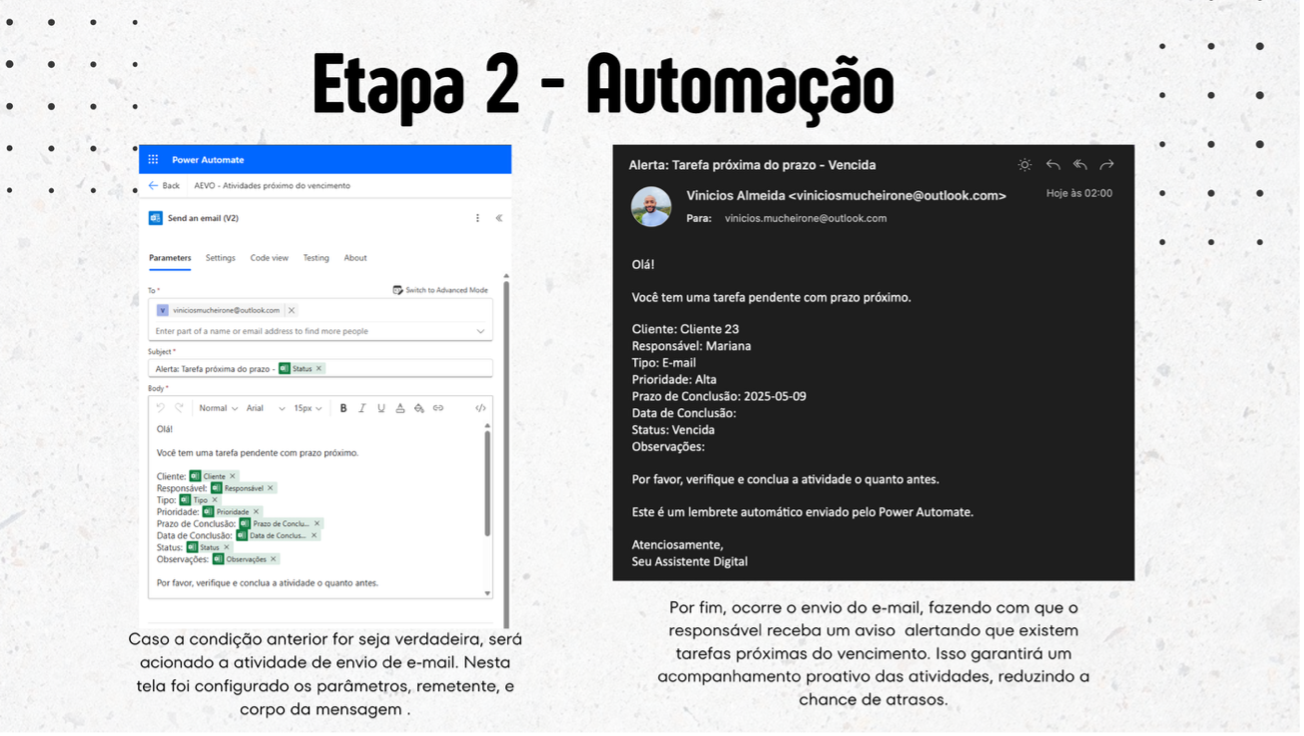 Etapa 2 - Automação
Power Automate
Back AEVO - Atividades próximo do vencimento
Send an email (V2)
Parameters Settings Code view Testing About
To * Switch to Advanced Mode
V viniciosmucheirone@outlook.com ×
Enter part of a name or email address to find more people
Subject *
Alerta: Tarefa próxima do prazo - Status ×
Body *
Normal Arial 15px B I U A </>
Olá!
Você tem uma tarefa pendente com prazo próximo.
Cliente: Cliente ×
Responsável: Responsável ×
Tipo: Tipo ×
Prioridade: Prioridade ×
Prazo de Conclusão: Prazo de Conclu... ×
Data de Conclusão: Data de Conclus... ×
Status: Status ×
Observações: Observações ×
Por favor, verifique e conclua a atividade o quanto antes.
Caso a condição anterior for seja verdadeira, será
acionado a atividade de envio de e-mail. Nesta
tela foi configurado os parâmetros, remetente, e
corpo da mensagem .
Alerta: Tarefa próxima do prazo - Vencida
Vinicios Almeida <viniciosmucheirone@outlook.com> Hoje às 02:00
Para: vinicios.mucheirone@outlook.com
Olá!
Você tem uma tarefa pendente com prazo próximo.
Cliente: Cliente 23
Responsável: Mariana
Tipo: E-mail
Prioridade: Alta
Prazo de Conclusão: 2025-05-09
Data de Conclusão:
Status: Vencida
Observações:
Por favor, verifique e conclua a atividade o quanto antes.
Este é um lembrete automático enviado pelo Power Automate.
Atenciosamente,
Seu Assistente Digital
Por fim, ocorre o envio do e-mail, fazendo com que o
responsável receba um aviso alertando que existem
tarefas próximas do vencimento. Isso garantirá um
acompanhamento proativo das atividades, reduzindo a
chance de atrasos.